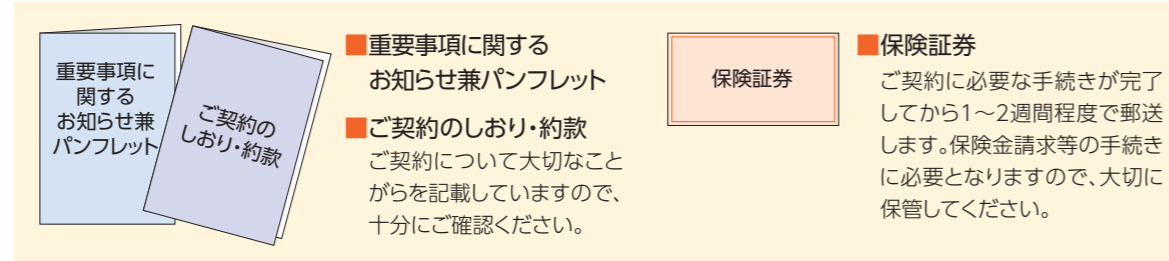 重要事項に
関する
お知らせ兼
パンフレット
ご契約の
しおり・約款
■重要事項に関する
お知らせ兼パンフレット
■ご契約のしおり・約款
ご契約について大切なこと
がらを記載していますので、
十分にご確認ください。
保険証券
■保険証券
ご契約に必要な手続きが完了
してから1～2週間程度で郵送
します。保険金請求等の手続き
に必要となりますので、大切に
保管してください。